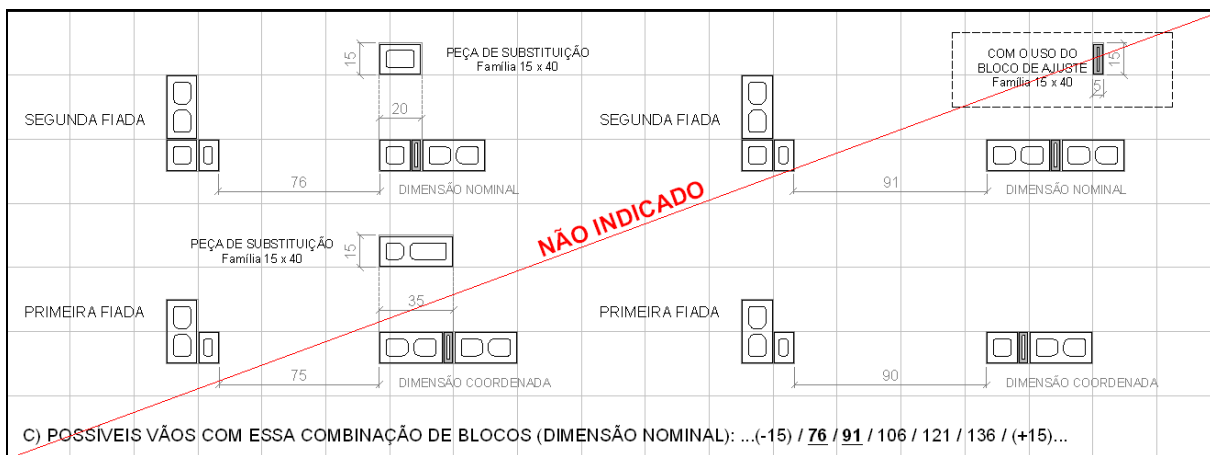 PEÇA DE SUBSTITUIÇÃO
Família 15 x 40
15
20
SEGUNDA FIADA
76
DIMENSÃO NOMINAL
COM O USO DO
BLOCO DE AJUSTE
Família 15 x 40
15
5
SEGUNDA FIADA
91
DIMENSÃO NOMINAL
NÃO INDICADO
PEÇA DE SUBSTITUIÇÃO
Família 15 x 40
15
35
PRIMEIRA FIADA
75
DIMENSÃO COORDENADA
PRIMEIRA FIADA
90
DIMENSÃO COORDENADA
C) POSSÍVEIS VÃOS COM ESSA COMBINAÇÃO DE BLOCOS (DIMENSÃO NOMINAL): ...(-15) / 76 / 91 / 106 / 121 / 136 / (+15)...